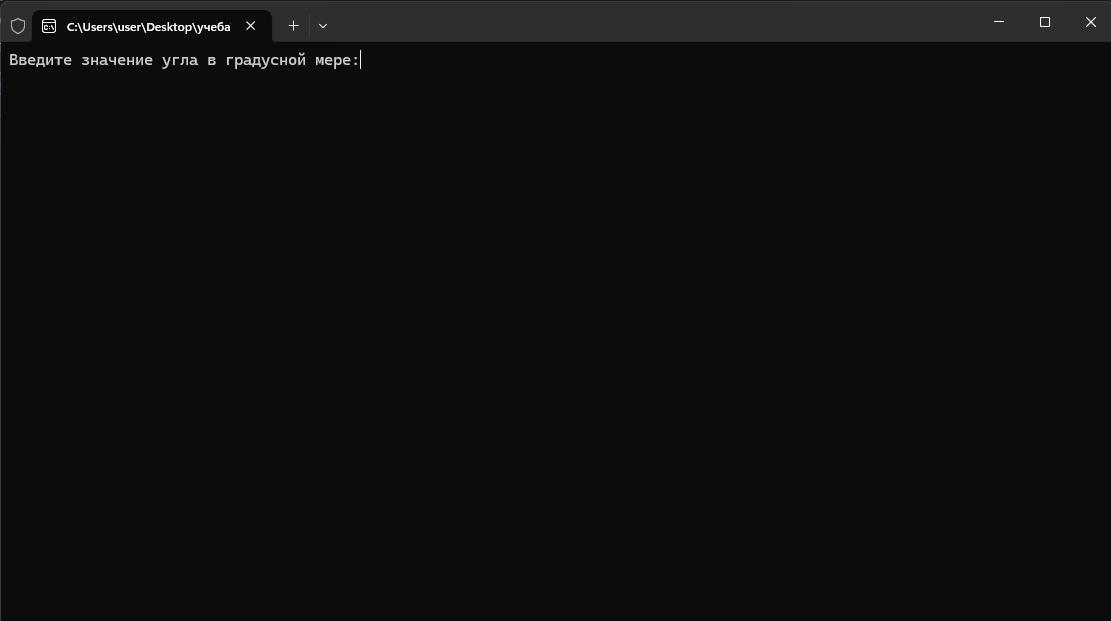 C:\Users\user\Desktop\учеба
Введите значение угла в градусной мере: